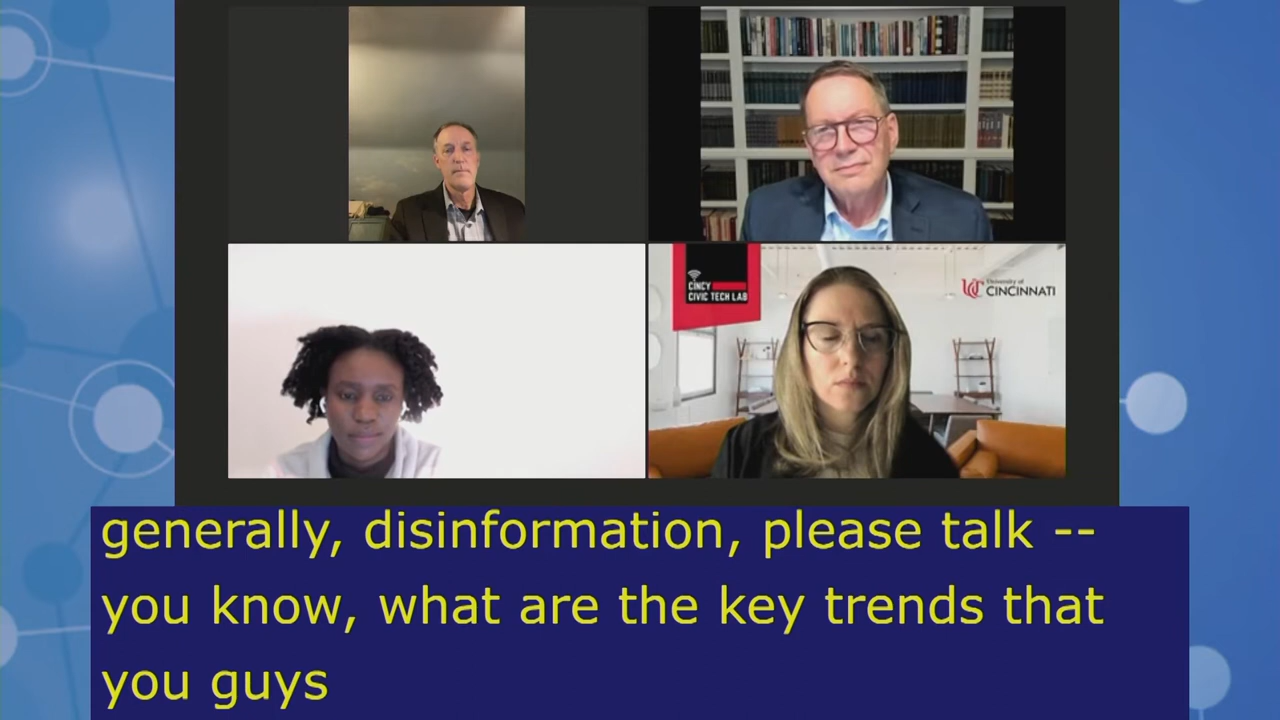 CINCY
CIVIC TECH LAB
University of
CINCINNATI
generally, disinformation, please talk --
you know, what are the key trends that
you guys